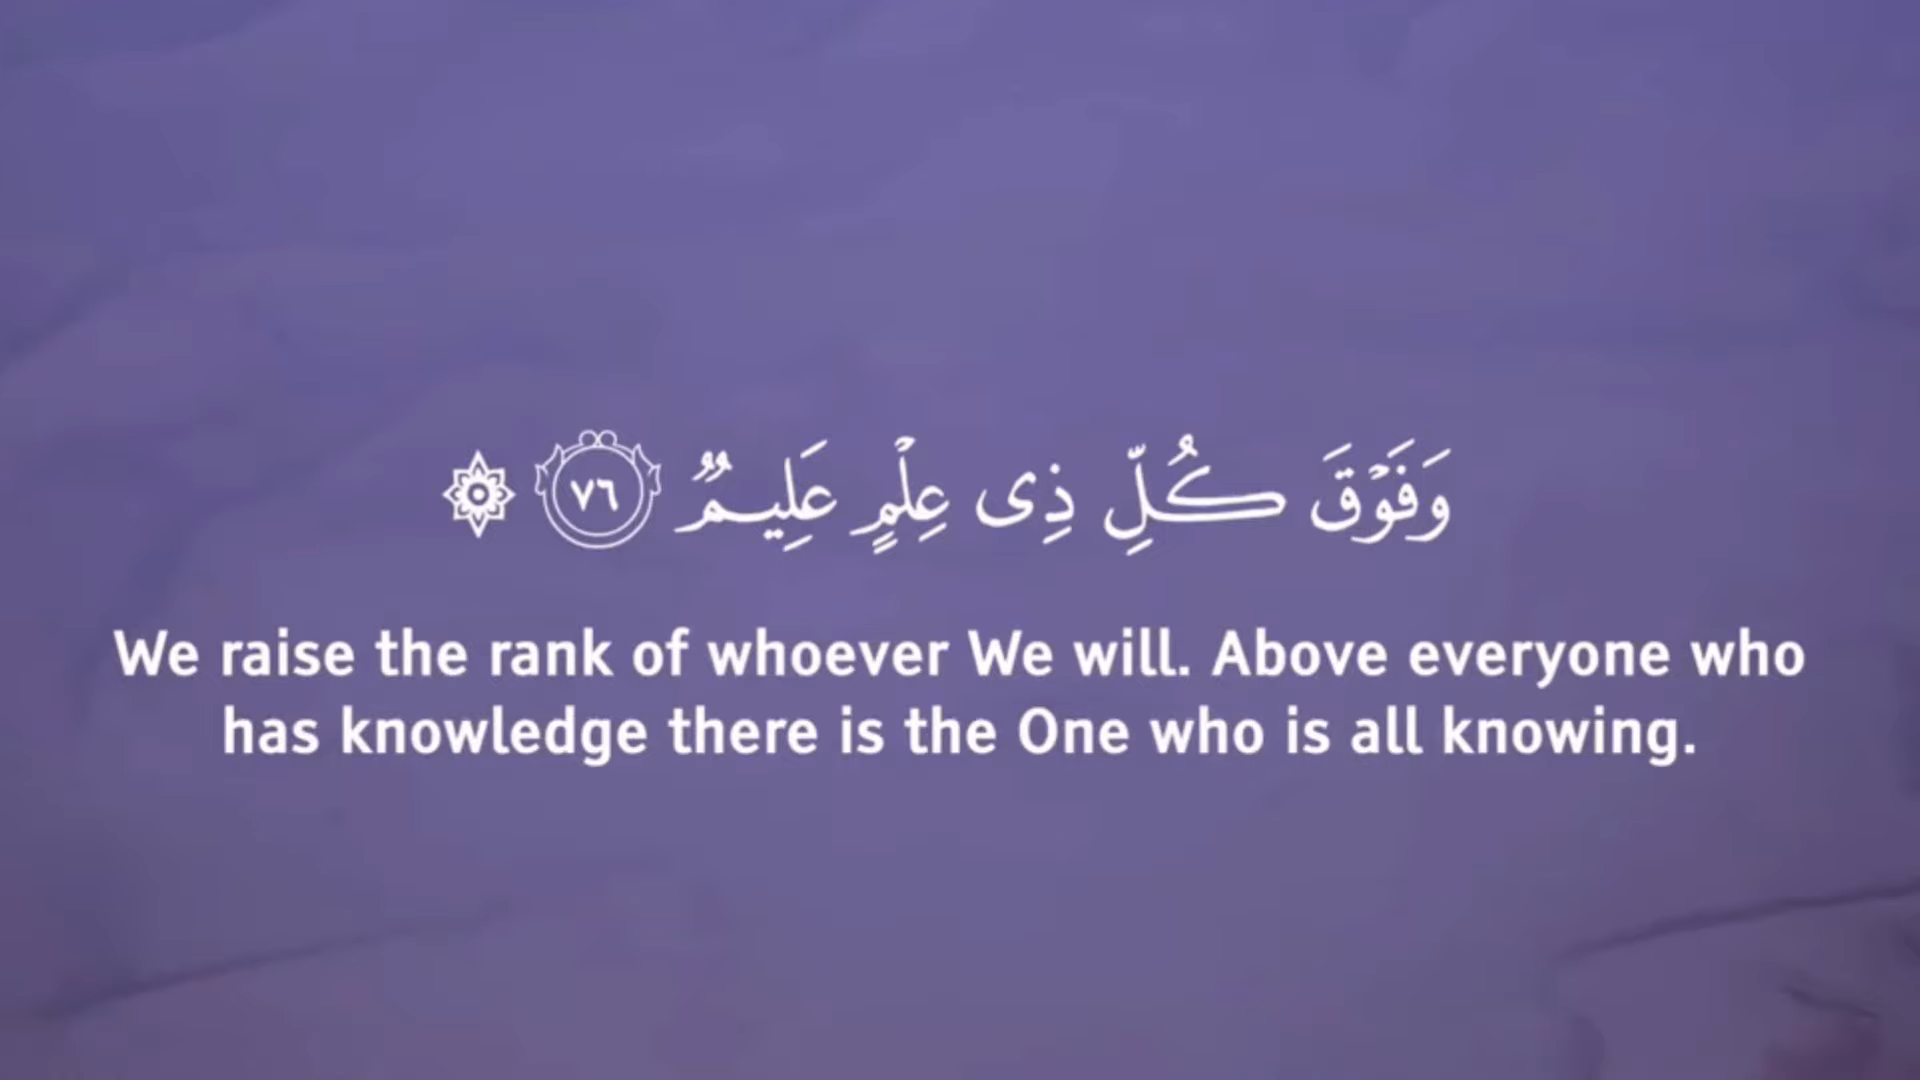 وَفَوْقَ كُلِّ ذِى عِلْمٍ عَلِيمٌ ٧٦ ۞
We raise the rank of whoever We will. Above everyone who
has knowledge there is the One who is all knowing.